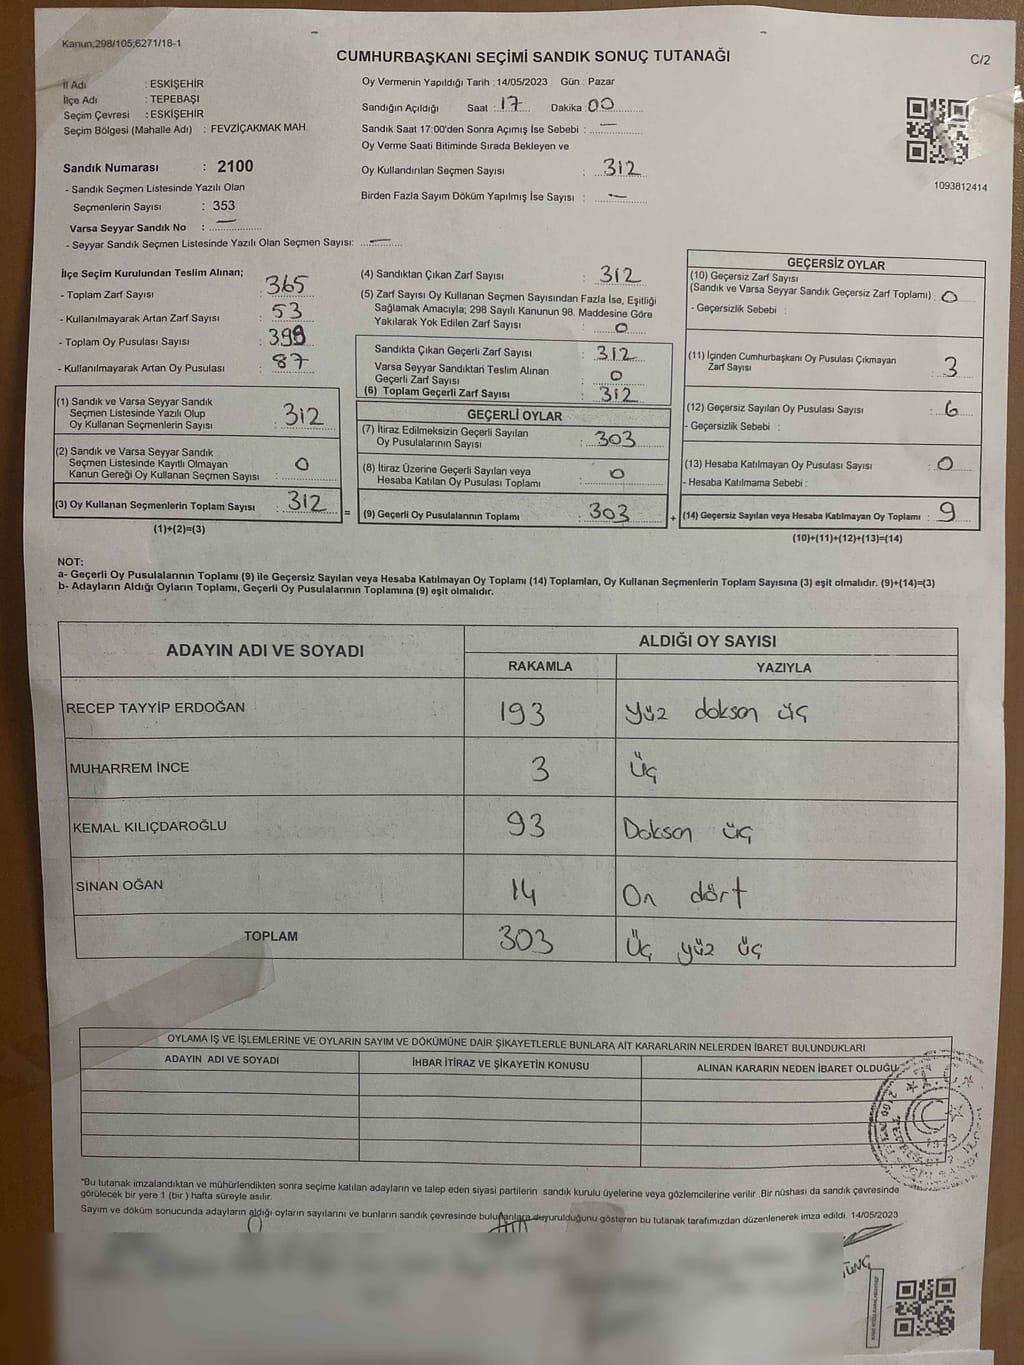 Kanun;298/105;6271/18-1
CUMHURBAŞKANI SEÇİMİ SANDIK SONUÇ TUTANAĞI
C/2
İl Adı : ESKİŞEHİR
İlçe Adı : TEPEBAŞI
Seçim Çevresi : ESKİŞEHİR
Seçim Bölgesi (Mahalle Adı) : FEVZİÇAKMAK MAH.
Sandık Numarası : 2100
- Sandık Seçmen Listesinde Yazılı Olan
Seçmenlerin Sayısı : 353
Varsa Seyyar Sandık No : —
- Seyyar Sandık Seçmen Listesinde Yazılı Olan Seçmen Sayısı: —
Oy Vermenin Yapıldığı Tarih : 14/05/2023 Gün : Pazar
Sandığın Açıldığı Saat : 17 Dakika : 00
Sandık Saat 17:00'den Sonra Açımış İse Sebebi : —
Oy Verme Saati Bitiminde Sırada Bekleyen ve
Oy Kullandırılan Seçmen Sayısı : 312
Birden Fazla Sayım Döküm Yapılmış İse Sayısı : —
1093812414
İlçe Seçim Kurulundan Teslim Alınan;
- Toplam Zarf Sayısı : 365
- Kullanılmayarak Artan Zarf Sayısı : 53
- Toplam Oy Pusulası Sayısı : 398
- Kullanılmayarak Artan Oy Pusulası : 87
(1) Sandık ve Varsa Seyyar Sandık
Seçmen Listesinde Yazılı Olup
Oy Kullanan Seçmenlerin Sayısı : 312
(2) Sandık ve Varsa Seyyar Sandık
Seçmen Listesinde Kayıtlı Olmayan
Kanun Gereği Oy Kullanan Seçmen Sayısı : 0
(3) Oy Kullanan Seçmenlerin Toplam Sayısı : 312
(1)+(2)=(3)
(4) Sandıktan Çıkan Zarf Sayısı : 312
(5) Zarf Sayısı Oy Kullanan Seçmen Sayısından Fazla İse, Eşitliği
Sağlamak Amacıyla; 298 Sayılı Kanunun 98. Maddesine Göre
Yakılarak Yok Edilen Zarf Sayısı : 0
Sandıkta Çıkan Geçerli Zarf Sayısı : 312
Varsa Seyyar Sandıktan Teslim Alınan
Geçerli Zarf Sayısı : 0
(6) Toplam Geçerli Zarf Sayısı : 312
GEÇERLİ OYLAR
(7) İtiraz Edilmeksizin Geçerli Sayılan
Oy Pusulalarının Sayısı : 303
(8) İtiraz Üzerine Geçerli Sayılan veya
Hesaba Katılan Oy Pusulası Toplamı : 0
= (9) Geçerli Oy Pusulalarının Toplamı : 303
GEÇERSİZ OYLAR
(10) Geçersiz Zarf Sayısı
(Sandık ve Varsa Seyyar Sandık Geçersiz Zarf Toplamı) : 0
- Geçersizlik Sebebi :
(11) İçinden Cumhurbaşkanı Oy Pusulası Çıkmayan
Zarf Sayısı : 3
(12) Geçersiz Sayılan Oy Pusulası Sayısı : 6
- Geçersizlik Sebebi :
(13) Hesaba Katılmayan Oy Pusulası Sayısı : 0
- Hesaba Katılmama Sebebi :
+ (14) Geçersiz Sayılan veya Hesaba Katılmayan Oy Toplamı : 9
(10)+(11)+(12)+(13)=(14)
NOT:
a- Geçerli Oy Pusulalarının Toplamı (9) ile Geçersiz Sayılan veya Hesaba Katılmayan Oy Toplamı (14) Toplamları, Oy Kullanan Seçmenlerin Toplam Sayısına (3) eşit olmalıdır. (9)+(14)=(3)
b- Adayların Aldığı Oyların Toplamı, Geçerli Oy Pusulalarının Toplamına (9) eşit olmalıdır.
ADAYIN ADI VE SOYADI
ALDIĞI OY SAYISI
RAKAMLA YAZIYLA
RECEP TAYYİP ERDOĞAN 193 Yüz doksan üç
MUHARREM İNCE 3 Üç
KEMAL KILIÇDAROĞLU 93 Doksan üç
SİNAN OĞAN 14 On dört
TOPLAM 303 Üç yüz üç
OYLAMA İŞ VE İŞLEMLERİNE VE OYLARIN SAYIM VE DÖKÜMÜNE DAİR ŞİKAYETLERLE BUNLARA AİT KARARLARIN NELERDEN İBARET BULUNDUKLARI
ADAYIN ADI VE SOYADI İHBAR İTİRAZ VE ŞİKAYETİN KONUSU ALINAN KARARIN NEDEN İBARET OLDUĞU
*Bu tutanak imzalandıktan ve mühürlendikten sonra seçime katılan adayların ve talep eden siyasi partilerin sandık kurulu üyelerine veya gözlemcilerine verilir. Bir nüshası da sandık çevresinde
görülecek bir yere 1 (bir ) hafta süreyle asılır.
Sayım ve döküm sonucunda adayların aldığı oyların sayılarını ve bunların sandık çevresinde bulunanlara duyurulduğunu gösteren bu tutanak tarafımızdan düzenlenerek imza edildi. 14/05/2023